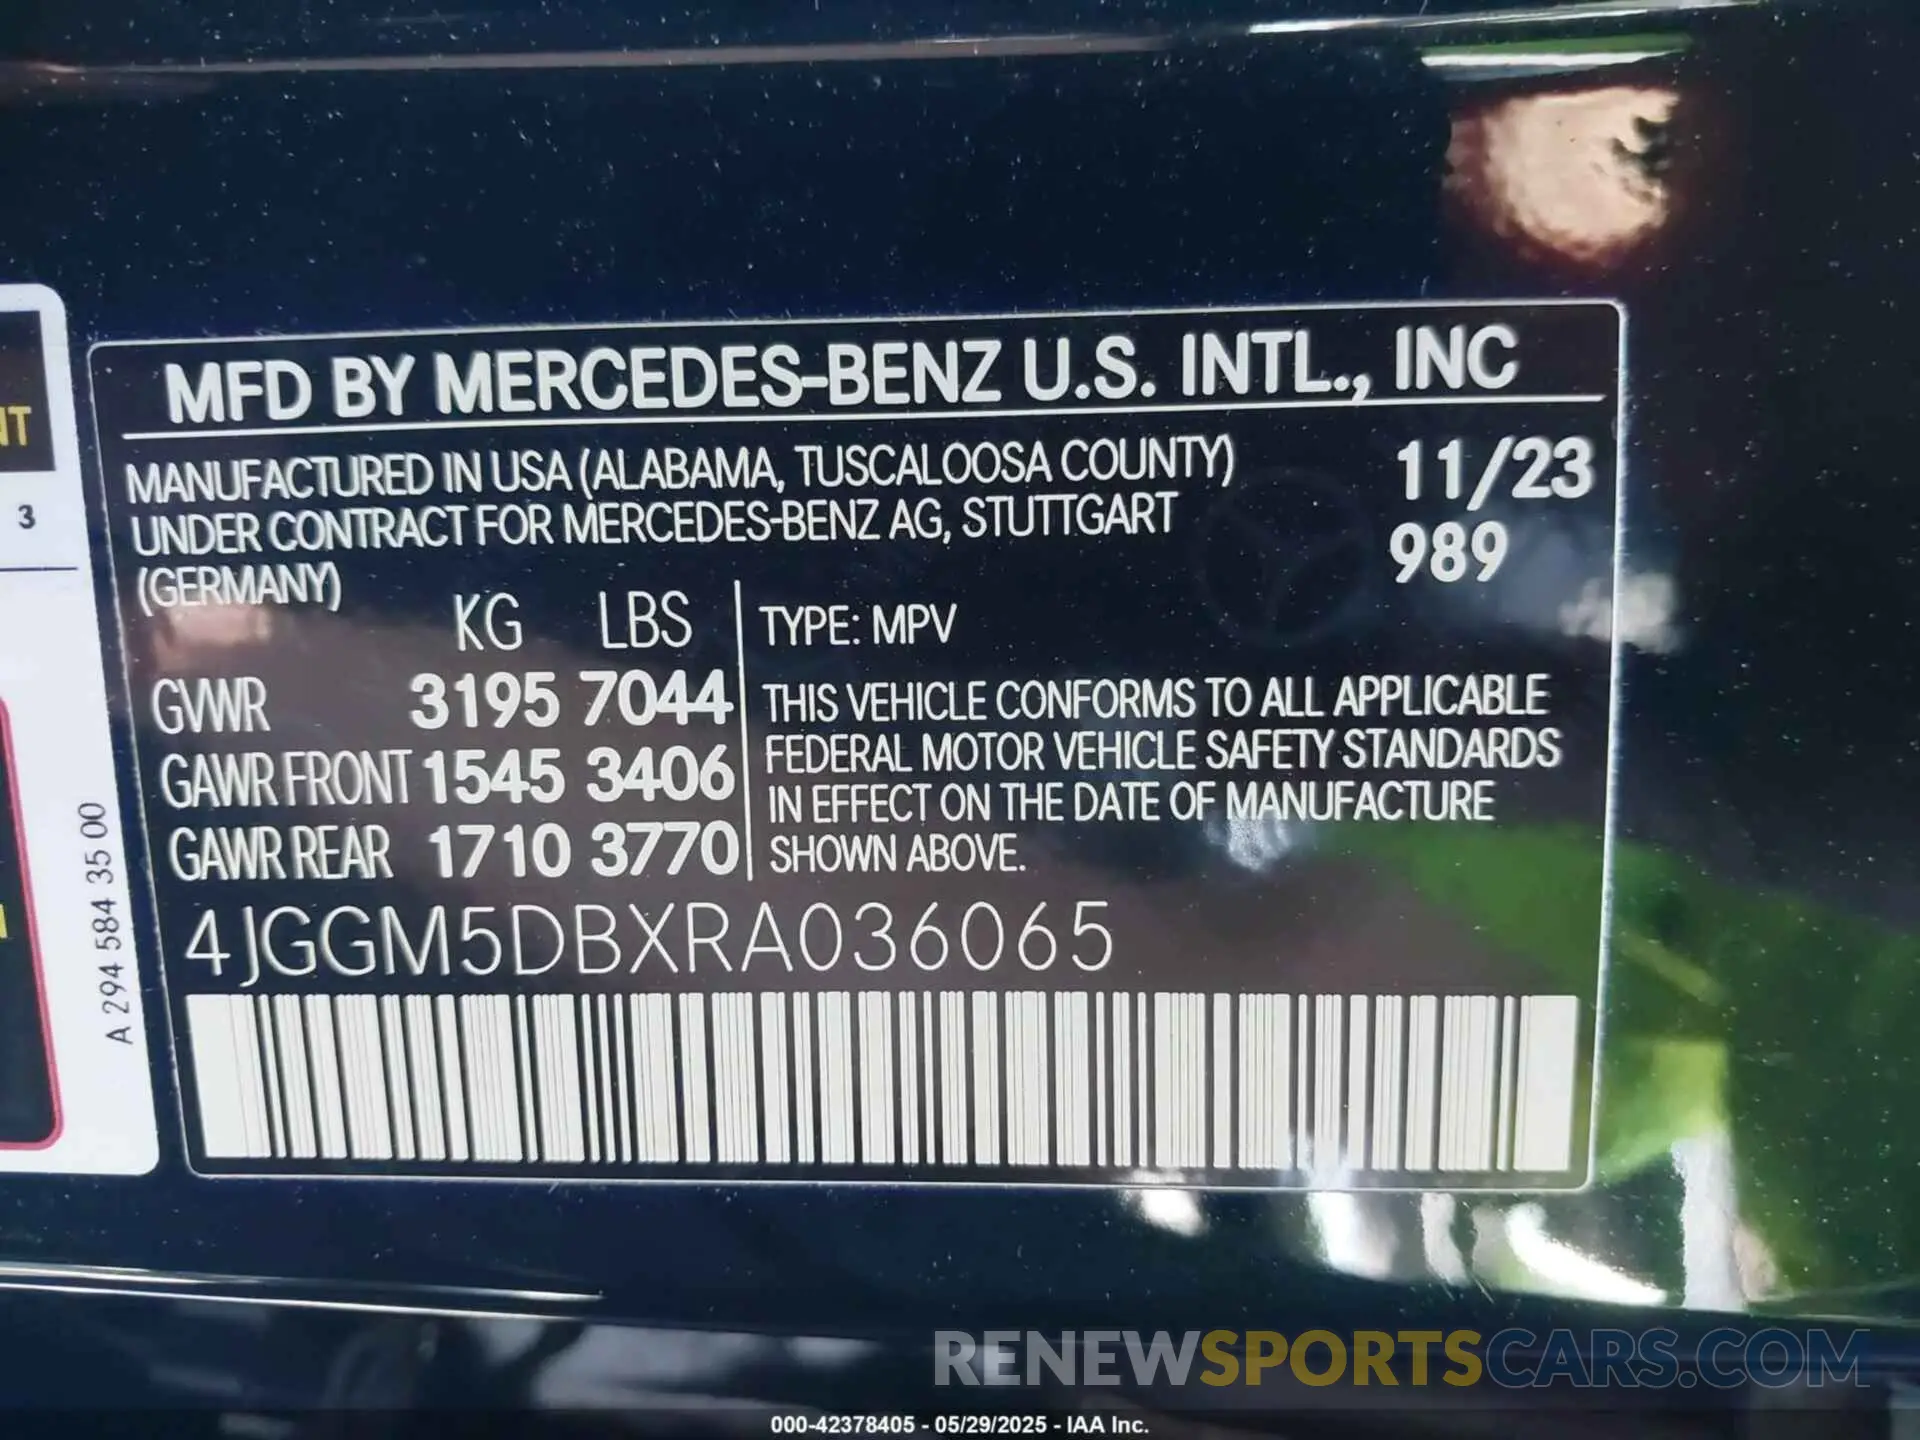 MFD BY MERCEDES-BENZ U.S. INTL., INC
MANUFACTURED IN USA (ALABAMA, TUSCALOOSA COUNTY) 11/23
UNDER CONTRACT FOR MERCEDES-BENZ AG, STUTTGART 989
(GERMANY)
KG LBS
GVWR 3195 7044
GAWR FRONT 1545 3406
GAWR REAR 1710 3770
TYPE: MPV
THIS VEHICLE CONFORMS TO ALL APPLICABLE
FEDERAL MOTOR VEHICLE SAFETY STANDARDS
IN EFFECT ON THE DATE OF MANUFACTURE
SHOWN ABOVE.
4JGGM5DBXRA036065
NT
3
A 294 584 35 00
RENEWSPORTSCARS.COM
000-42378405 - 05/29/2025 - IAA Inc.